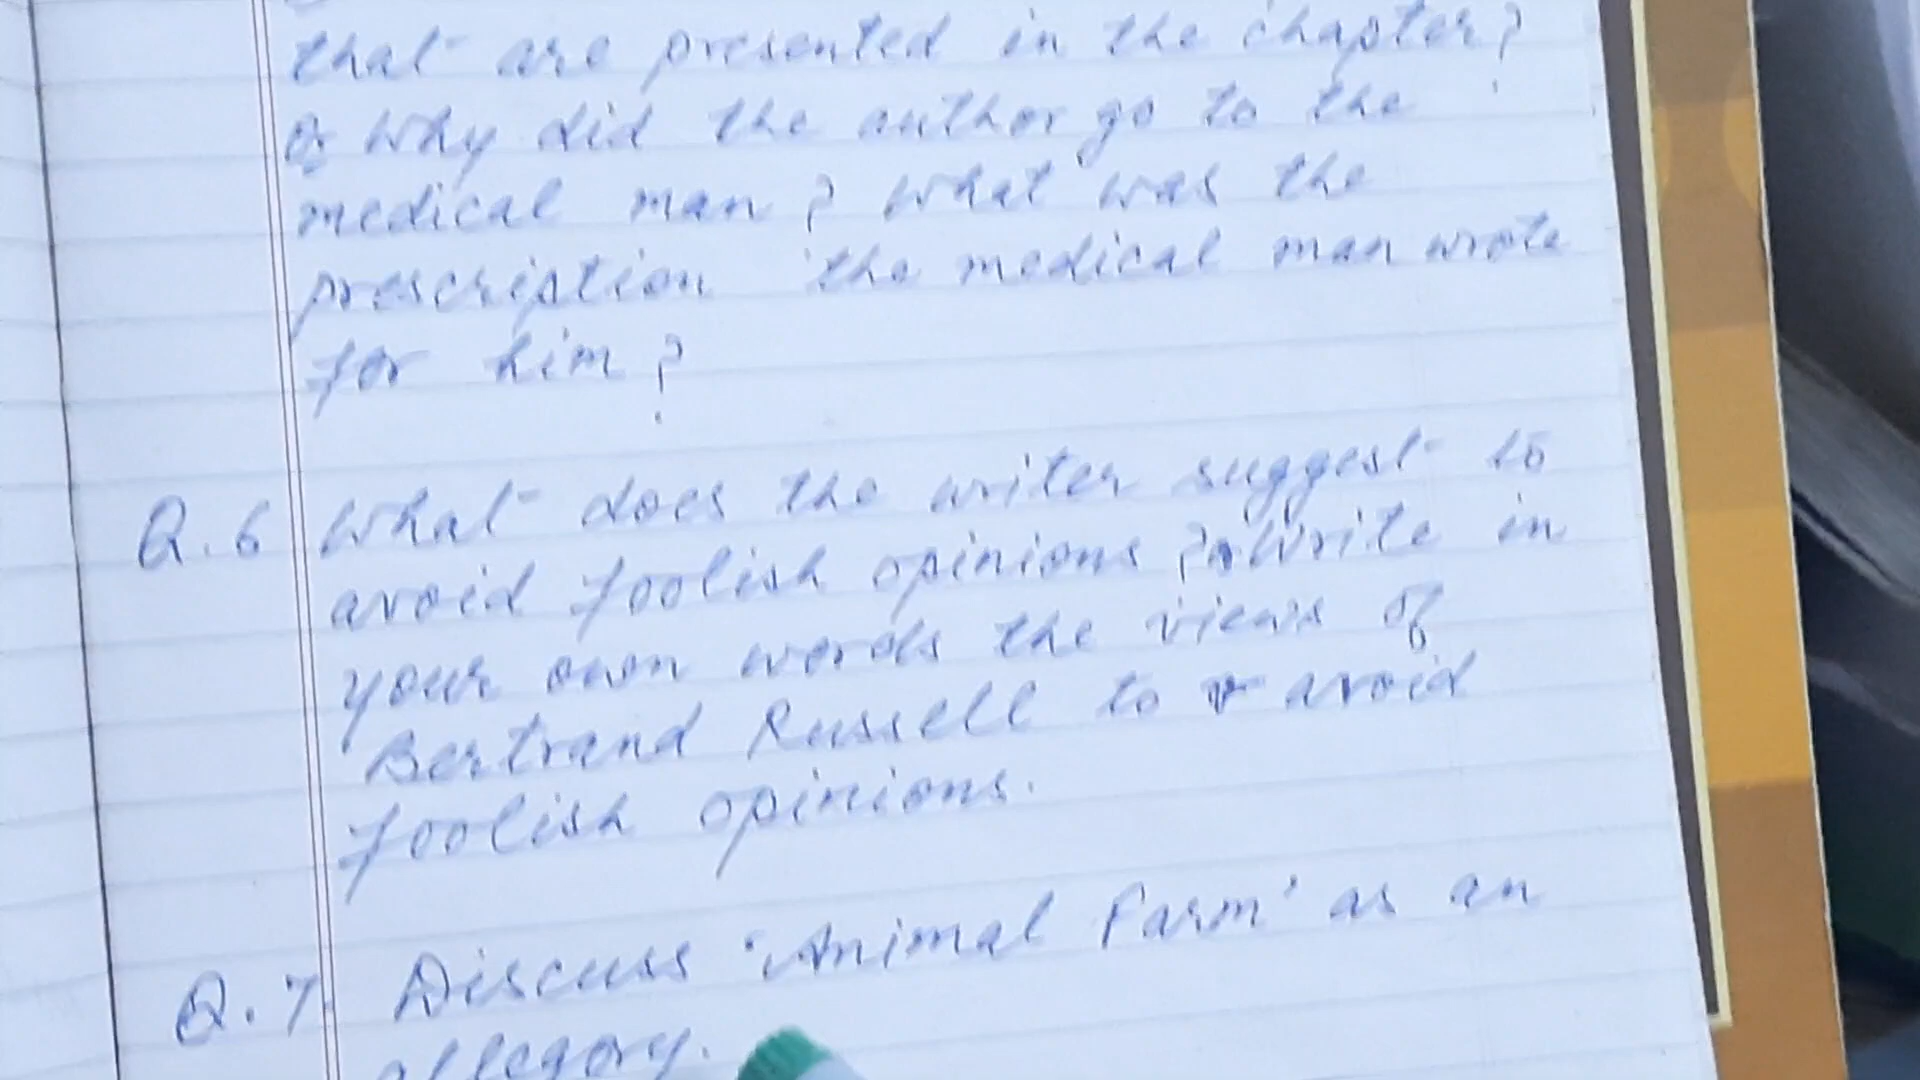 that are presented in the chapter?
Or Why did the author go to the
medical man? What was the
prescription the medical man wrote
for him?
Q.6 What does the writer suggest to
avoid foolish opinions? Write in
your own words the views of
Bertrand Russell to avoid
foolish opinions.
Q.7 Discuss 'Animal Farm' as an
allegory.